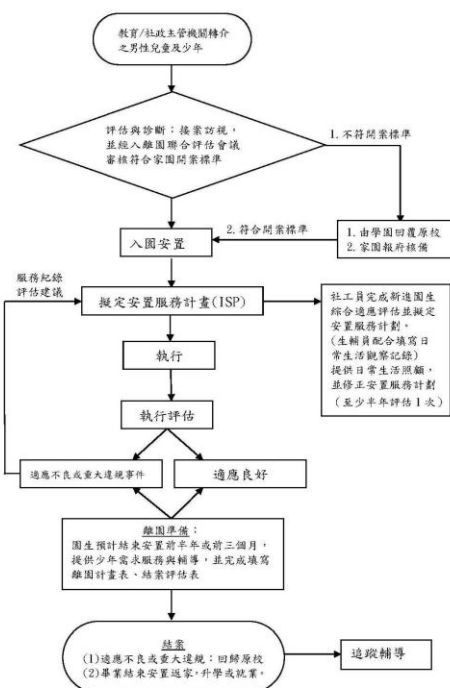 教育/社政主管機關轉介
之男性兒童及少年
評估與診斷：接案訪視，
並經入離園聯合評估會議
審核符合家園開案標準
1.不符開案標準
1.由學園回覆原校
2.家園報府核備
2.符合開案標準
入園安置
服務紀錄
評估建議
擬定安置服務計畫(ISP)
社工員完成新進園生
綜合適應評估並擬定
安置服務計劃。
(生輔員配合填寫日
常生活觀察記錄)
提供日常生活照顧，
並修正安置服務計劃
(至少半年評估1次)
執行
執行評估
適應不良或重大違規事件
適應良好
離園準備：
園生預計結束安置前半年或前三個月，
提供少年需求服務與輔導，並完成填寫
離園計畫表、結案評估表
結案
(1)適應不良或重大違規：回歸原校
(2)畢業結束安置返家，升學或就業。
追蹤輔導